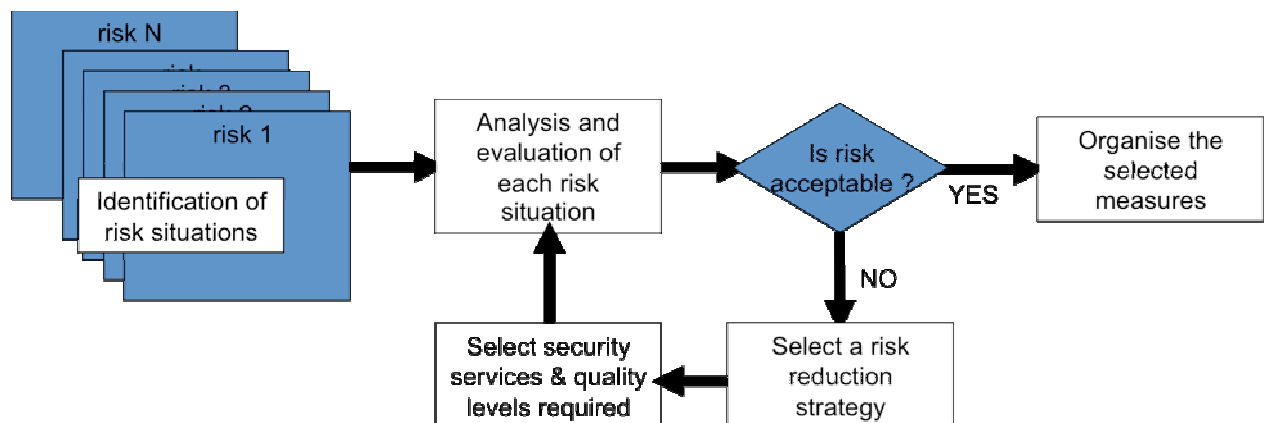 risk N
risk
risk 1
Identification of
risk situations
Analysis and
evaluation of
each risk
situation
Is risk
acceptable ?
YES
Organise the
selected
measures
NO
Select a risk
reduction
strategy
Select security
services & quality
levels required